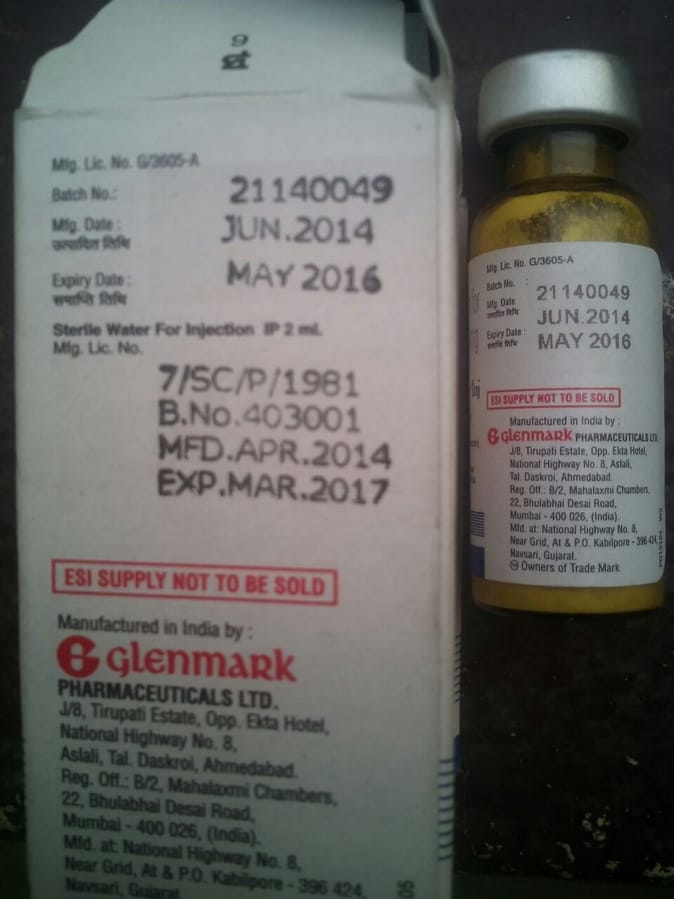 9
Mfg. Lic. No. G/3605-A
Batch No.: 21140049
Mfg. Date : JUN.2014
उत्पादित तिथि
Expiry Date : MAY 2016
समाप्ति तिथि
Sterile Water For Injection IP 2 ml.
Mfg. Lic. No.
7/SC/P/1981
B.No.403001
MFD.APR.2014
EXP.MAR.2017
ESI SUPPLY NOT TO BE SOLD
Manufactured in India by :
Glenmark
PHARMACEUTICALS LTD.
J/8, Tirupati Estate, Opp. Ekta Hotel,
National Highway No. 8,
Aslali, Tal. Daskroi, Ahmedabad.
Reg. Off.: B/2, Mahalaxmi Chambers,
22, Bhulabhai Desai Road,
Mumbai - 400 026, (India).
Mfd. at: National Highway No. 8,
Near Grid, At & P.O. Kabilpore - 396 424,
Navsari, Gujarat
05
Mfg. Lic. No. G/3605-A
Batch No. : 21140049
Mfg. Date JUN.2014
उत्पादित तिथि
Expiry Date : MAY 2016
समाप्ति तिथि
ESI SUPPLY NOT TO BE SOLD
Manufactured in India by :
Glenmark PHARMACEUTICALS LTD.
J/8, Tirupati Estate, Opp. Ekta Hotel,
National Highway No. 8, Aslali,
Tal. Daskroi, Ahmedabad.
Reg. Off.: B/2, Mahalaxmi Chambers,
22, Bhulabhai Desai Road,
Mumbai - 400 026, (India).
Mfd. at: National Highway No. 8,
Near Grid, At & P.O. Kabilpore - 396 424,
Navsari, Gujarat.
TM Owners of Trade Mark